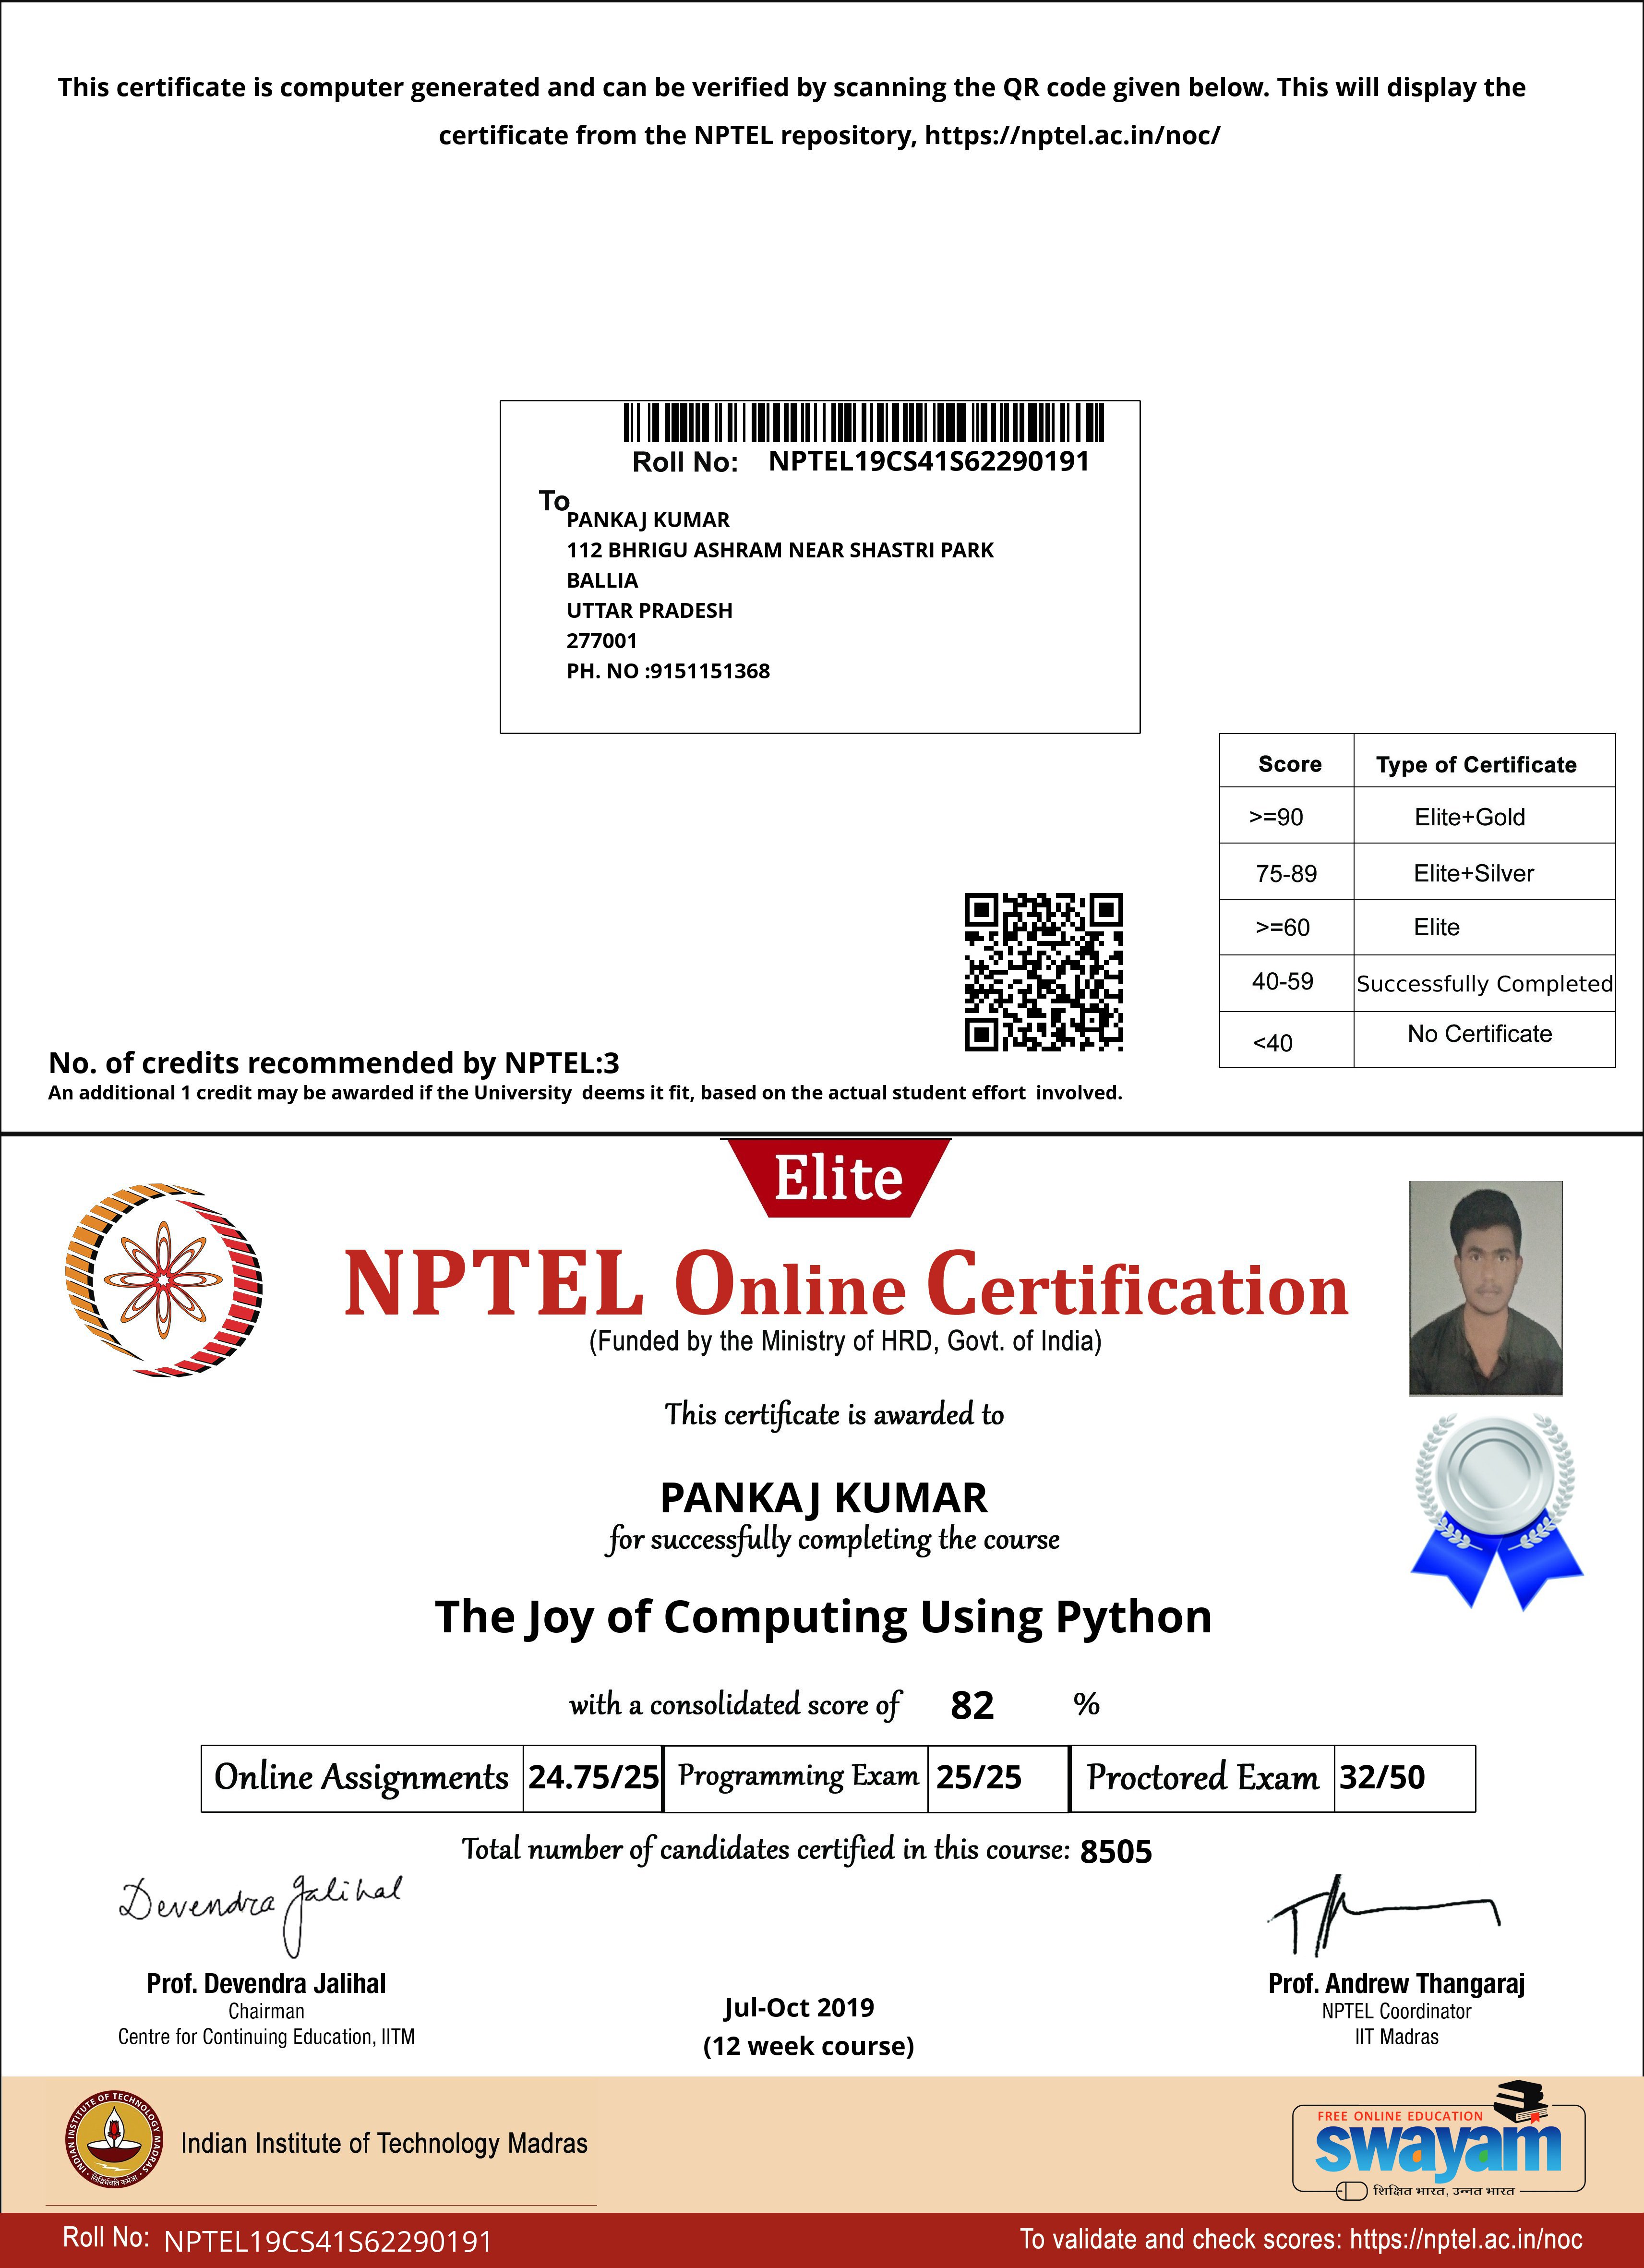 This certificate is computer generated and can be verified by scanning the QR code given below. This will display the
certificate from the NPTEL repository, https://nptel.ac.in/noc/
Roll No: NPTEL19CS41S62290191
To
PANKAJ KUMAR
112 BHRIGU ASHRAM NEAR SHASTRI PARK
BALLIA
UTTAR PRADESH
277001
PH. NO :9151151368
Score Type of Certificate
>=90 Elite+Gold
75-89 Elite+Silver
>=60 Elite
40-59 Successfully Completed
<40 No Certificate
No. of credits recommended by NPTEL:3
An additional 1 credit may be awarded if the University deems it fit, based on the actual student effort involved.
Elite
NPTEL Online Certification
(Funded by the Ministry of HRD, Govt. of India)
This certificate is awarded to
PANKAJ KUMAR
for successfully completing the course
The Joy of Computing Using Python
with a consolidated score of 82 %
Online Assignments 24.75/25 Programming Exam 25/25 Proctored Exam 32/50
Total number of candidates certified in this course: 8505
Devendra Jalihal
Prof. Devendra Jalihal
Chairman
Centre for Continuing Education, IITM
Jul-Oct 2019
(12 week course)
Prof. Andrew Thangaraj
NPTEL Coordinator
IIT Madras
INDIAN INSTITUTE OF TECHNOLOGY MADRAS
सिद्धिर्भवति कर्मजा
Indian Institute of Technology Madras
FREE ONLINE EDUCATION
swayam
शिक्षित भारत, उन्नत भारत
Roll No: NPTEL19CS41S62290191
To validate and check scores: https://nptel.ac.in/noc